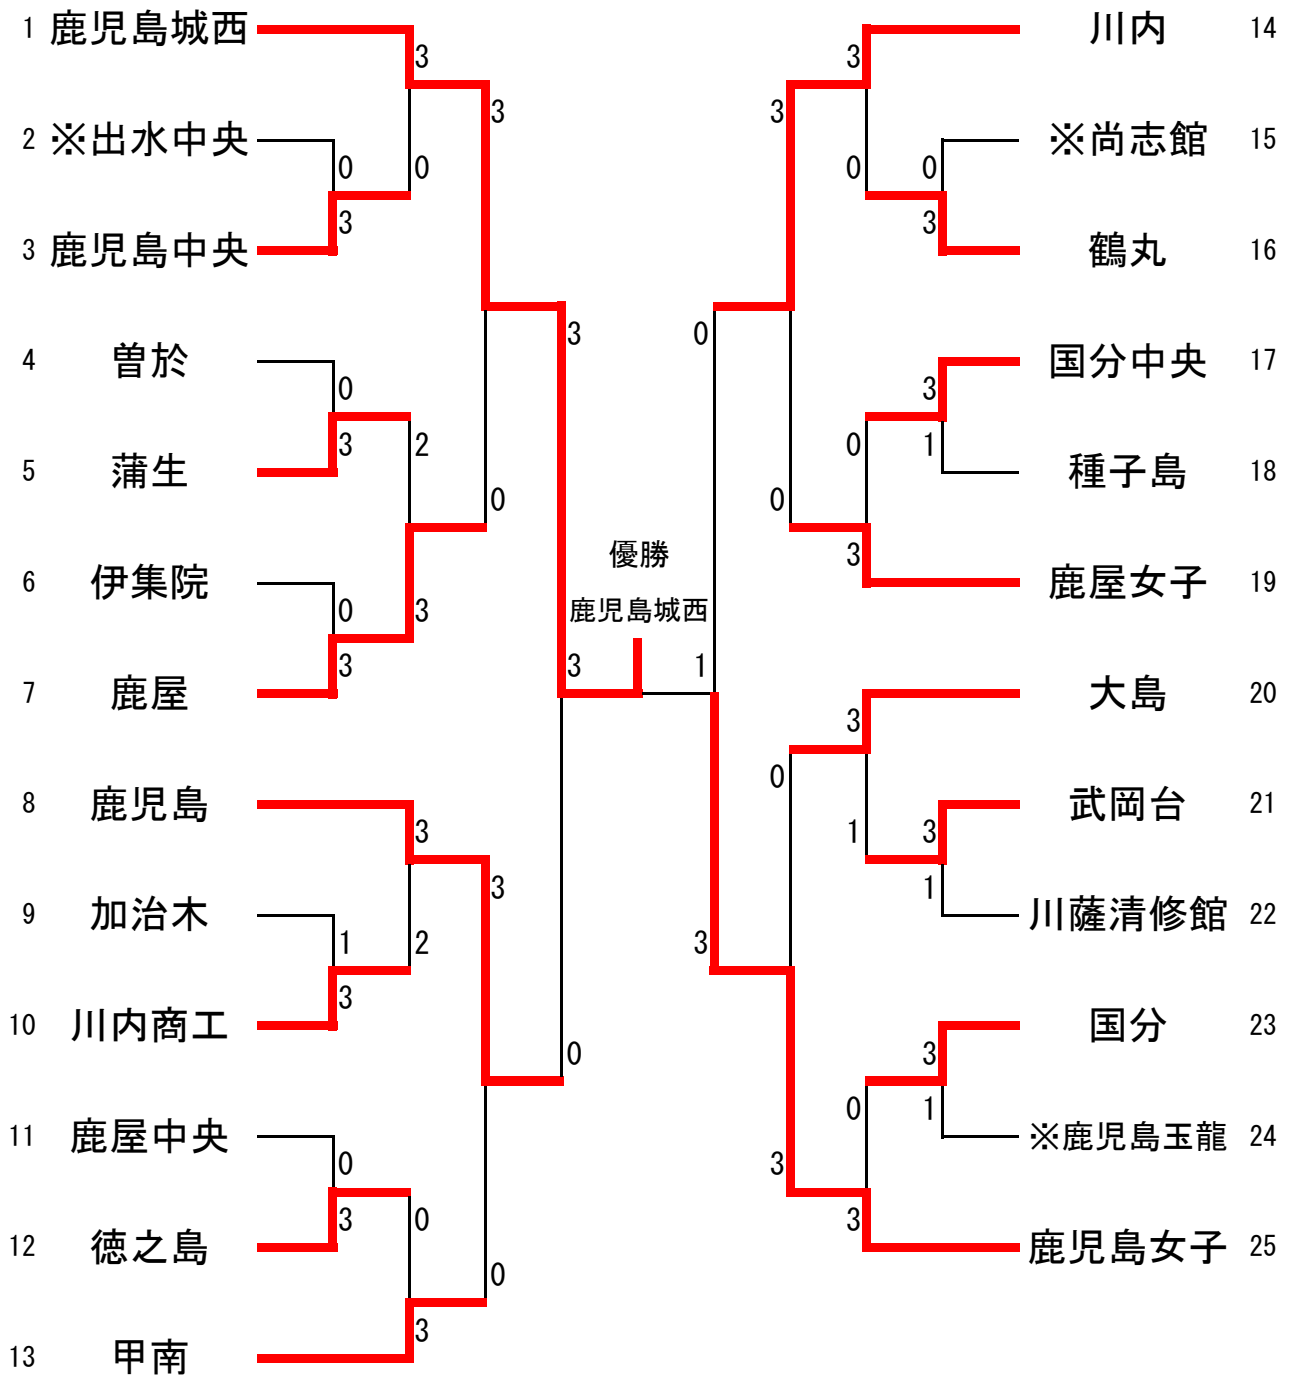 1 鹿児島城西
3
3
2 ※出水中央
0
0
3
3 鹿児島中央
3
4 曽於
0
3
2
5 蒲生
0
6 伊集院
0
3
3
7 鹿屋
3
8 鹿児島
3
3
9 加治木
1
2
3
10 川内商工
0
11 鹿屋中央
0
3
0
12 徳之島
0
3
13 甲南
優勝
鹿児島城西
1
川内 14
3
3
※尚志館 15
0
0
3
鶴丸 16
0
国分中央 17
3
0
1
種子島 18
0
3
鹿屋女子 19
大島 20
3
0
武岡台 21
1
3
1
川薩清修館 22
3
国分 23
3
0
1
※鹿児島玉龍 24
3
3
鹿児島女子 25